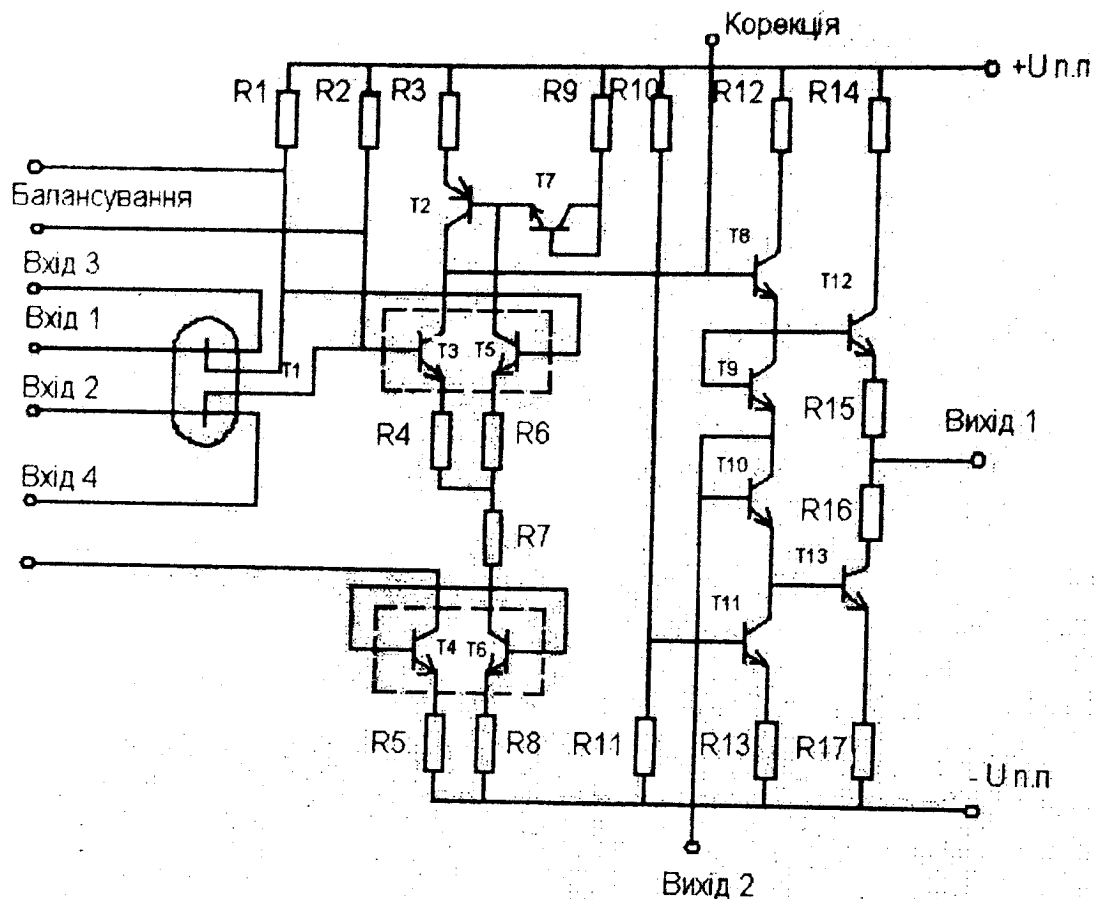 Корекція
+U п.п
R1 R2 R3 R9 R10 R12 R14
Балансування
T2
T7
T8
T12
Вхід 3
Вхід 1
T1
T3 T5
T9
Вхід 2
R4 R6
R15
Вихід 1
Вхід 4
T10
R16
R7
T13
T11
T4 T6
R5 R8 R11 R13 R17
- U п.п
Вихід 2